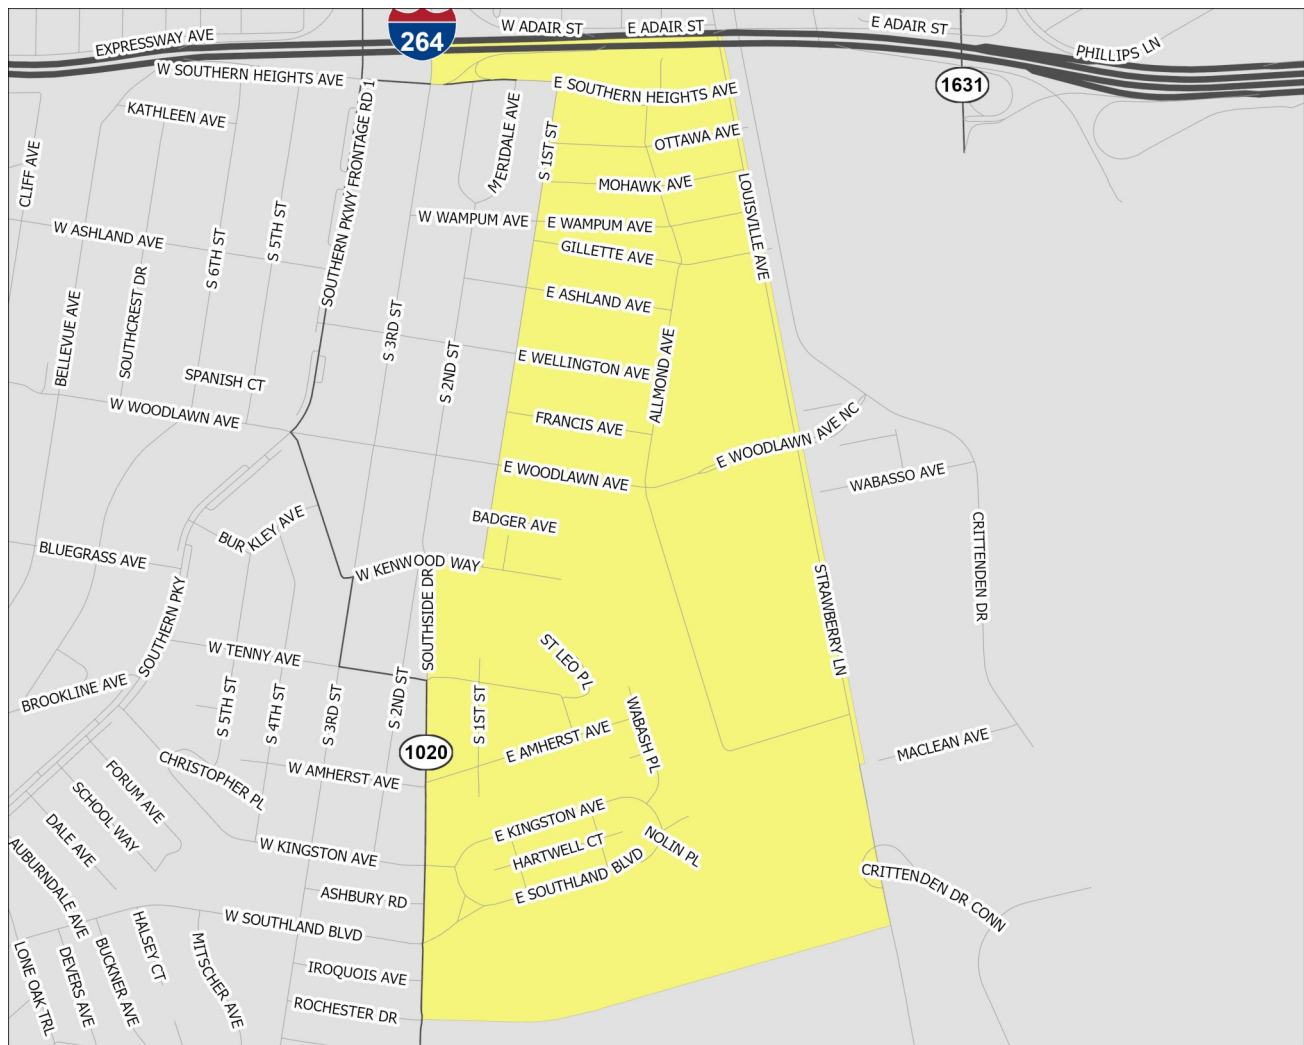 W ADAIR ST
E ADAIR ST
E ADAIR ST
EXPRESSWAY AVE
264
PHILLIPS LN
W SOUTHERN HEIGHTS AVE
E SOUTHERN HEIGHTS AVE
1631
KATHLEEN AVE
SOUTHERN PKWY FRONTAGE RD 1
MERIDALE AVE
S 1ST ST
OTTAWA AVE
CLIFF AVE
MOHAWK AVE
LOUISVILLE AVE
W ASHLAND AVE
S 6TH ST
S 5TH ST
W WAMPUM AVE
E WAMPUM AVE
GILLETTE AVE
E ASHLAND AVE
BELLEVUE AVE
SOUTHCREST DR
S 3RD ST
S 2ND ST
E WELLINGTON AVE
ALLMOND AVE
SPANISH CT
W WOODLAWN AVE
FRANCIS AVE
E WOODLAWN AVE NC
E WOODLAWN AVE
WABASSO AVE
BURKLEY AVE
BADGER AVE
CRITTENDEN DR
BLUEGRASS AVE
W KENWOOD WAY
SOUTHERN PKY
SOUTHSIDE DR
STRAWBERRY LN
W TENNY AVE
ST LEO PL
BROOKLINE AVE
S 5TH ST
S 4TH ST
S 3RD ST
S 2ND ST
S 1ST ST
WABASH PL
E AMHERST AVE
MACLEAN AVE
1020
CHRISTOPHER PL
W AMHERST AVE
FORUM AVE
SCHOOL WAY
DALE AVE
E KINGSTON AVE
W KINGSTON AVE
HARTWELL CT
NOLIN PL
AUBURNDALE AVE
ASHBURY RD
E SOUTHLAND BLVD
CRITTENDEN DR CONN
W SOUTHLAND BLVD
HALSEY CT
MITSCHER AVE
LONE OAK TRL
DEVERS AVE
BUCKNER AVE
IROQUOIS AVE
ROCHESTER DR